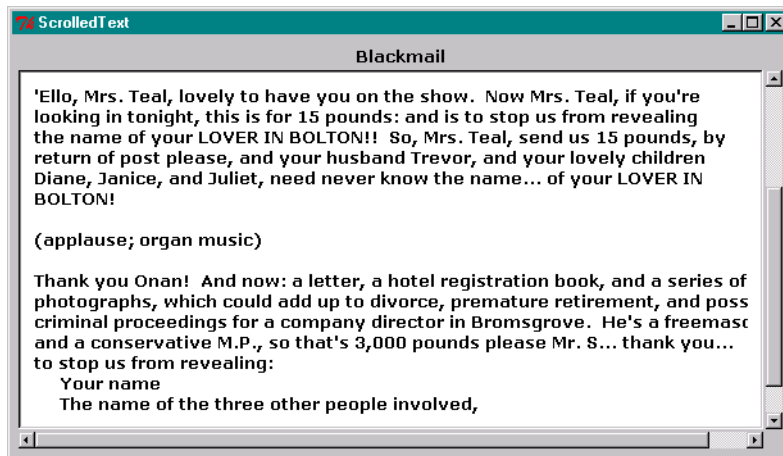 ScrolledText
Blackmail
'Ello, Mrs. Teal, lovely to have you on the show.  Now Mrs. Teal, if you're
looking in tonight, this is for 15 pounds: and is to stop us from revealing
the name of your LOVER IN BOLTON!!  So, Mrs. Teal, send us 15 pounds, by
return of post please, and your husband Trevor, and your lovely children
Diane, Janice, and Juliet, need never know the name... of your LOVER IN
BOLTON!
(applause; organ music)
Thank you Onan!  And now: a letter, a hotel registration book, and a series of
photographs, which could add up to divorce, premature retirement, and poss
criminal proceedings for a company director in Bromsgrove.  He's a freemas
and a conservative M.P., so that's 3,000 pounds please Mr. S... thank you...
to stop us from revealing:
Your name
The name of the three other people involved,